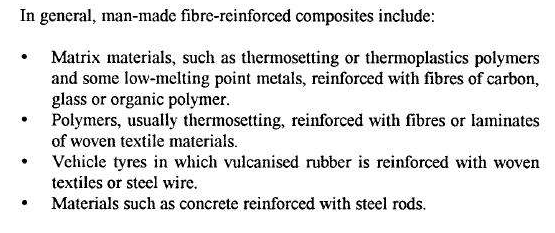 In general, man-made fibre-reinforced composites include:
• Matrix materials, such as thermosetting or thermoplastics polymers
and some low-melting point metals, reinforced with fibres of carbon,
glass or organic polymer.
• Polymers, usually thermosetting, reinforced with fibres or laminates
of woven textile materials.
• Vehicle tyres in which vulcanised rubber is reinforced with woven
textiles or steel wire.
• Materials such as concrete reinforced with steel rods.